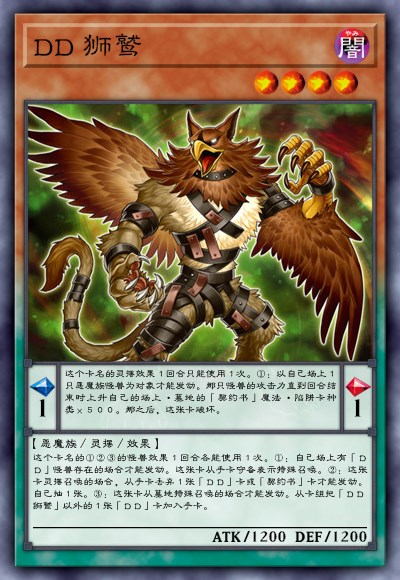 DD 狮鹫
やみ
闇
这个卡名的灵摆效果1回合只能使用1次。①：以自己场上1
只恶魔族怪兽为对象才能发动。那只怪兽的攻击力直到回合结
束时上升自己的场上·墓地的「契约书」魔法·陷阱卡种
类×５００。那之后，这张卡破坏。
1
1
【恶魔族／灵摆／效果】
这个卡名的①②③的怪兽效果1回合各能使用1次。①：自己场上有「D
D」怪兽存在的场合才能发动。这张卡从手卡守备表示特殊召唤。②：这张
卡灵摆召唤的场合，从手卡丢弃1张「DD」卡或「契约书」卡才能发动。
自己抽1张。③：这张卡从墓地特殊召唤的场合才能发动。从卡组把「DD
狮鹫」以外的1张「DD」卡加入手卡。
ATK/1200 DEF/1200